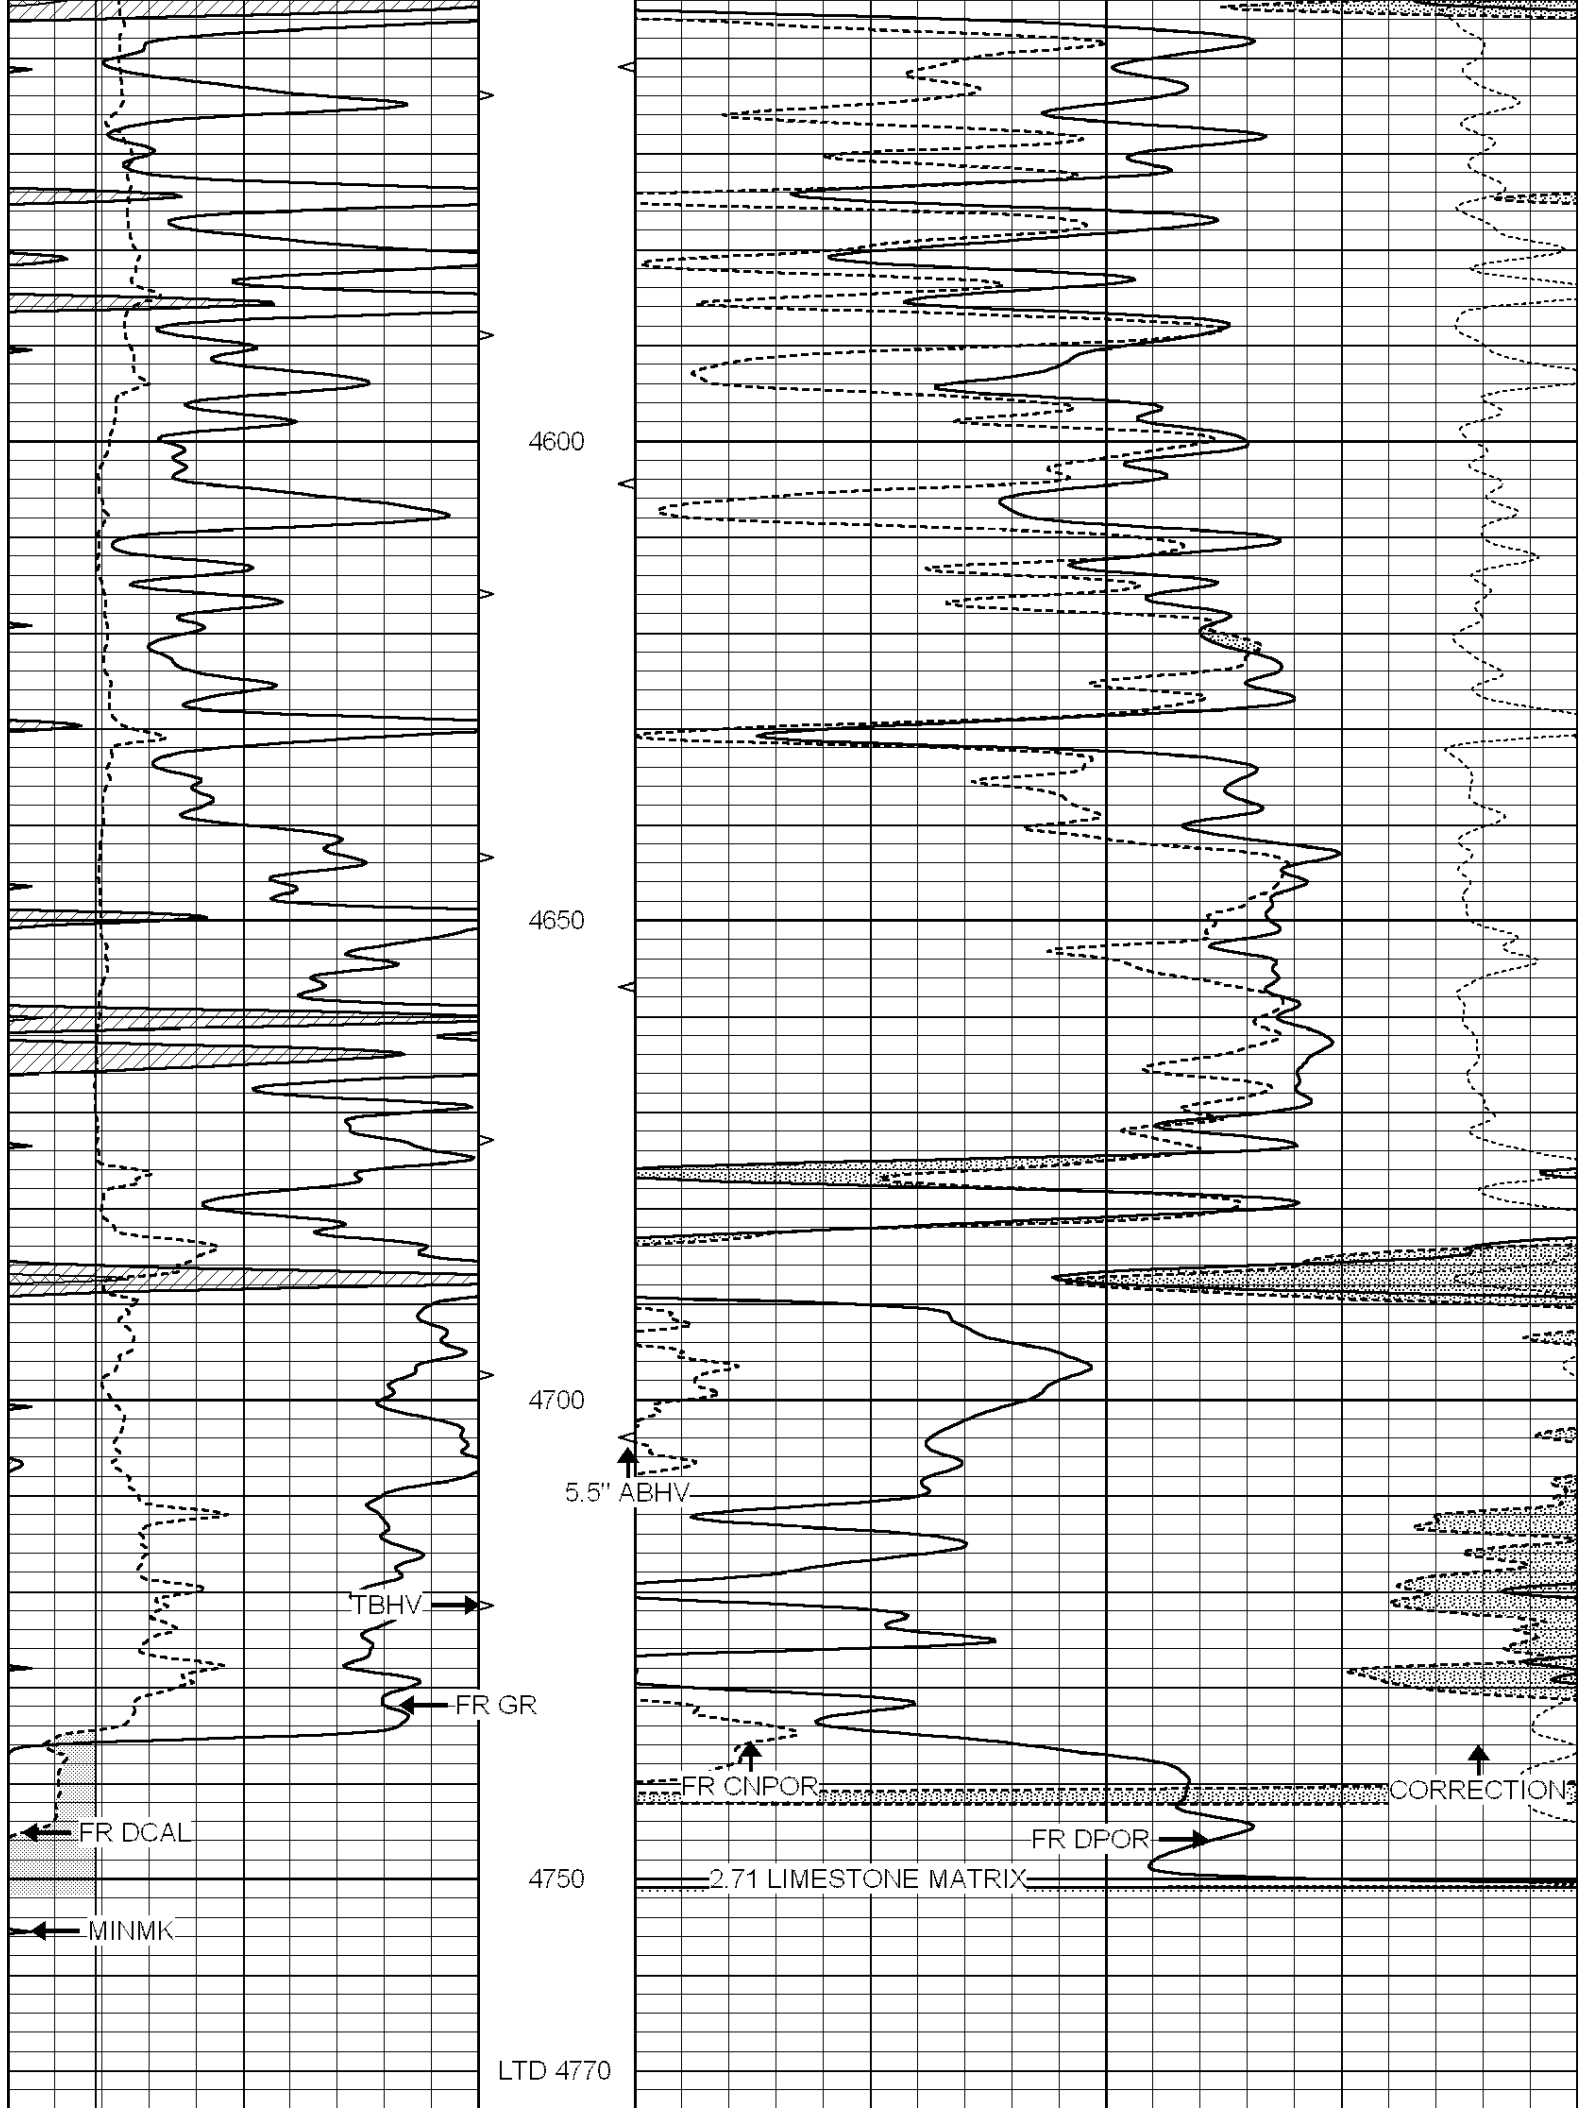 4600
4650
4700
5.5" ABHV
TBHV
FR GR
FR CNPOR
CORRECTION
FR DCAL
FR DPOR
4750
2.71 LIMESTONE MATRIX
MINMK
LTD 4770